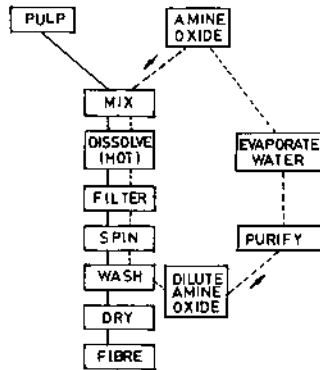 PULP
AMINE
OXIDE
MIX
DISSOLVE
(HOT)
EVAPORATE
WATER
FILTER
SPIN
PURIFY
WASH
DILUTE
AMINE
OXIDE
DRY
FIBRE